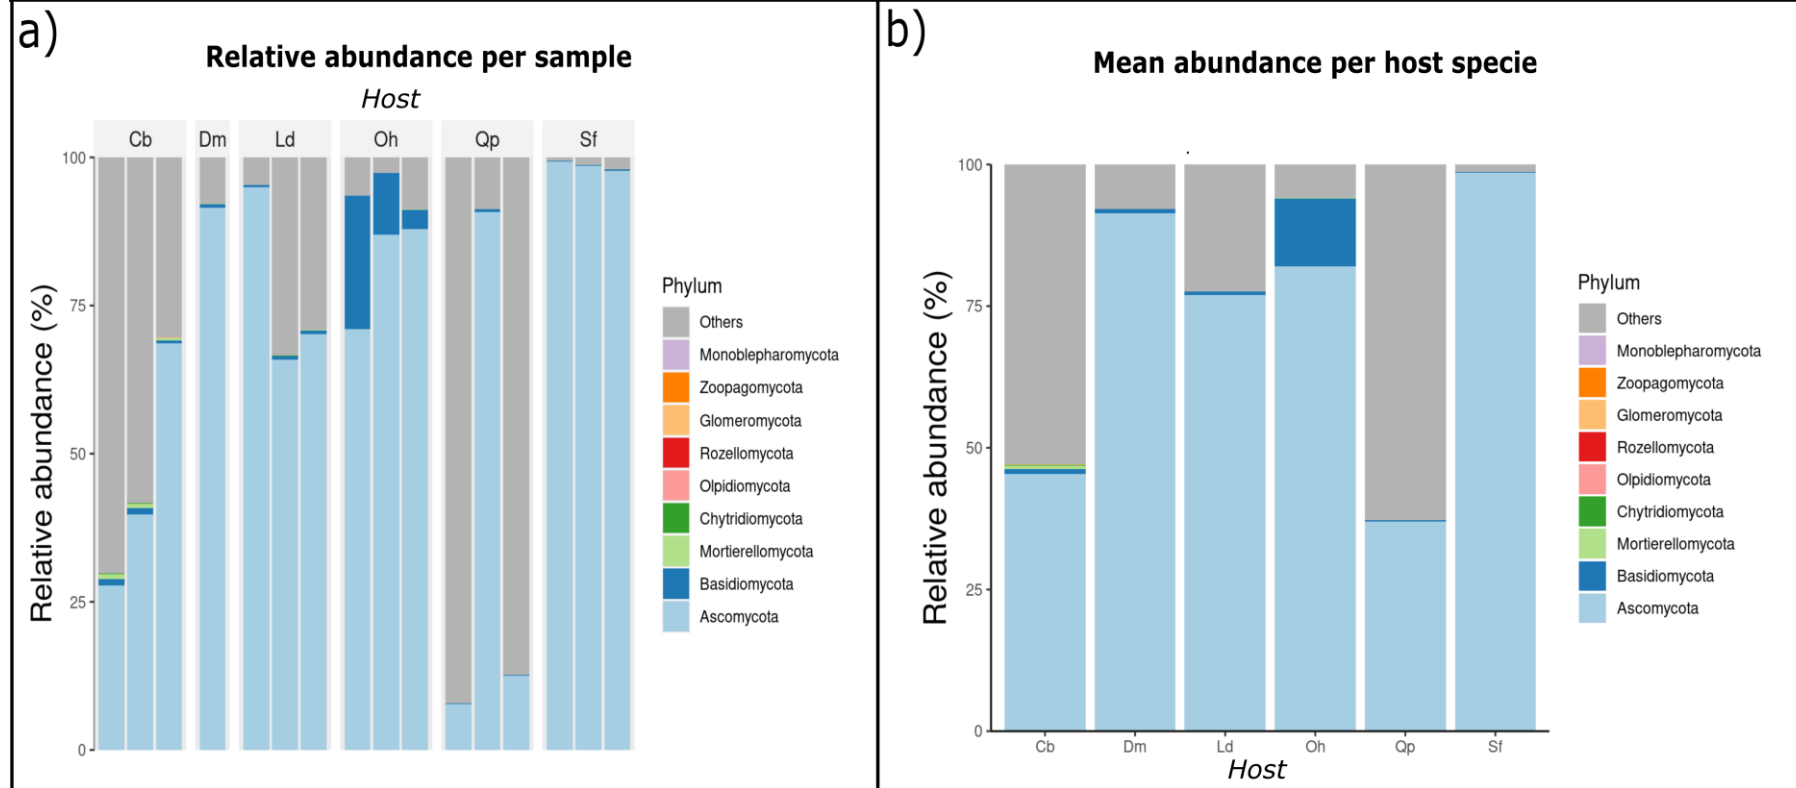 a)
Relative abundance per sample
Host
Cb Dm Ld Oh Qp Sf
100
75
50
25
0
Relative abundance (%)
Phylum
Others
Monoblepharomycota
Zoopagomycota
Glomeromycota
Rozellomycota
Olpidiomycota
Chytridiomycota
Mortierellomycota
Basidiomycota
Ascomycota
b)
Mean abundance per host specie
100
75
50
25
0
Relative abundance (%)
Cb Dm Ld Oh Qp Sf
Host
Phylum
Others
Monoblepharomycota
Zoopagomycota
Glomeromycota
Rozellomycota
Olpidiomycota
Chytridiomycota
Mortierellomycota
Basidiomycota
Ascomycota